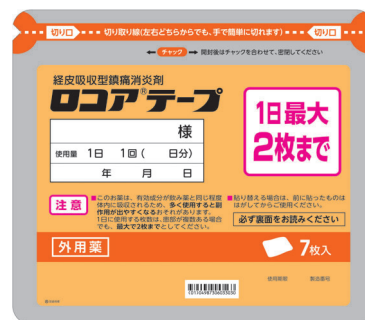 切り口 切り取り線(左右どちらからでも、手で簡単に切れます) 切り口
チャック 開封後はチャックを合わせて、密閉してください
経皮吸収型鎮痛消炎剤
ロコア®テープ
1日最大
2枚まで
様
使用量 1日 1回( 日分)
年 月 日
注意
■このお薬は、有効成分が飲み薬と同じ程度
体内に吸収されるため、多く使用すると副
作用が出やすくなるおそれがあります。
1日に使用する枚数は、患部が複数ある場合
でも、最大で2枚までとしてください。
■貼り替える場合は、前に貼ったものは
はがしてからご使用ください。
必ず裏面をお読みください
外用薬
7枚入
使用期限 製造番号